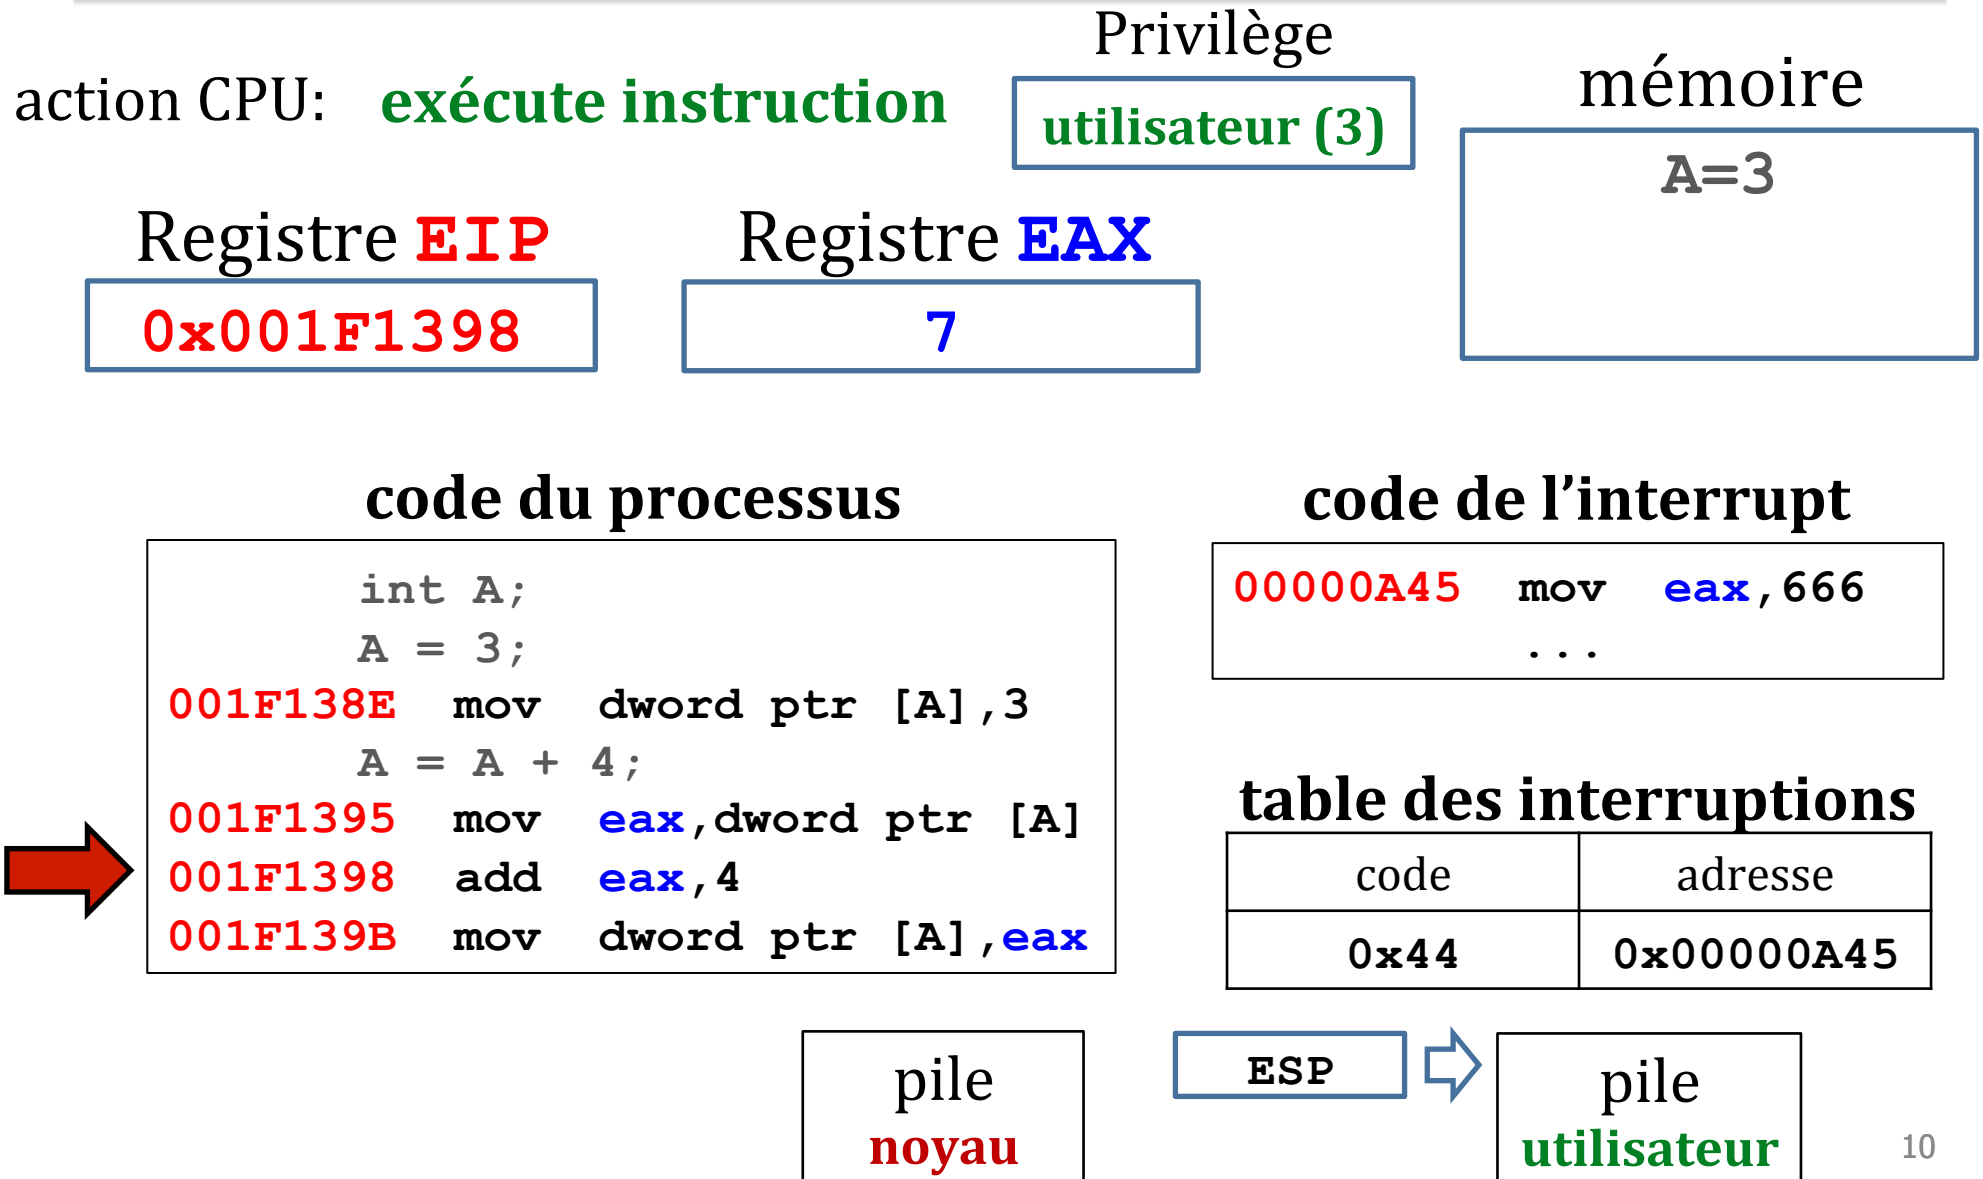 Privilège
action CPU: exécute instruction
utilisateur (3)
mémoire
A=3
Registre EIP
0x001F1398
Registre EAX
7
code du processus
int A;
A = 3;
001F138E mov dword ptr [A],3
A = A + 4;
001F1395 mov eax,dword ptr [A]
001F1398 add eax,4
001F139B mov dword ptr [A],eax
code de l’interrupt
00000A45 mov eax,666
...
table des interruptions
code adresse
0x44 0x00000A45
pile
noyau
ESP
pile
utilisateur
10